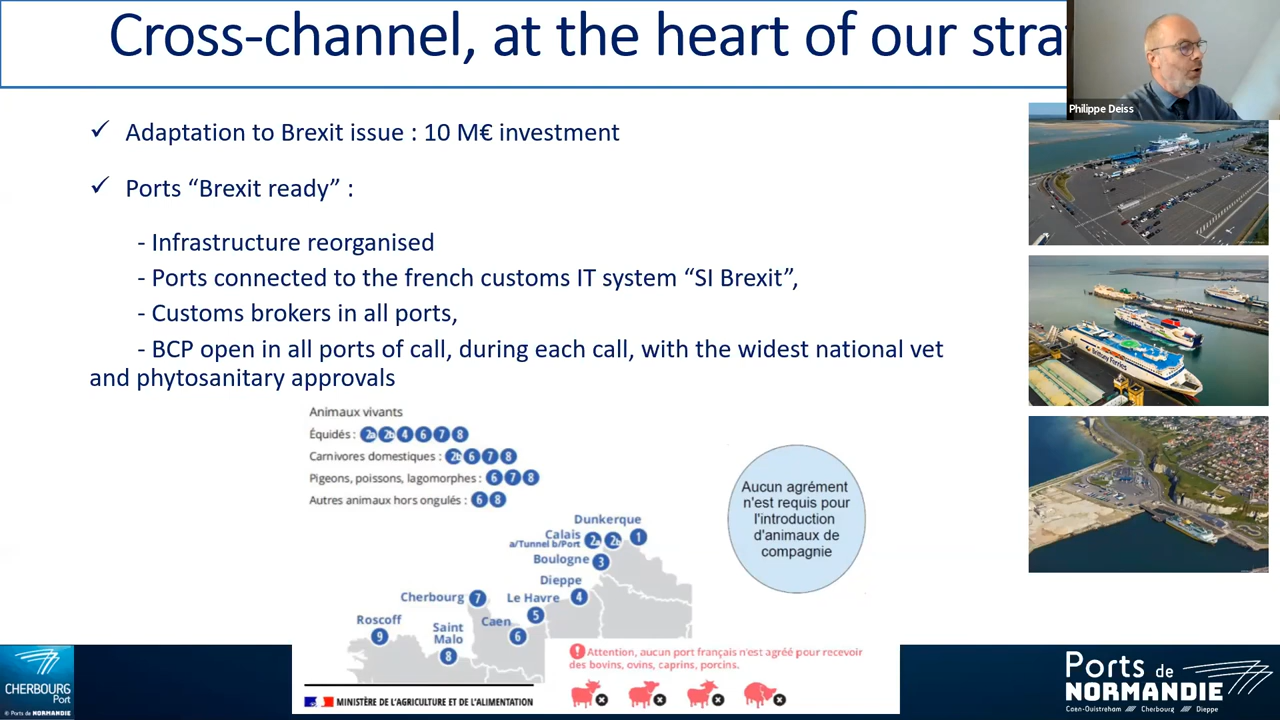 Cross-channel, at the heart of our stra
Philippe Deiss
✓ Adaptation to Brexit issue : 10 M€ investment
✓ Ports “Brexit ready” :
- Infrastructure reorganised
- Ports connected to the french customs IT system “SI Brexit”,
- Customs brokers in all ports,
- BCP open in all ports of call, during each call, with the widest national vet
and phytosanitary approvals
Animaux vivants
Équidés : 2a 2b 4 6 7 8
Carnivores domestiques : 2b 6 7 8
Pigeons, poissons, lagomorphes : 6 7 8
Autres animaux hors ongulés : 6 8
Dunkerque
1
Calais
a/Tunnel b/Port
2a 2b
Boulogne 3
Dieppe
4
Cherbourg 7
Le Havre
5
Caen
6
Roscoff
9
Saint
Malo
8
Aucun agrément
n'est requis pour
l'introduction
d'animaux de
compagnie
Attention, aucun port français n'est agréé pour recevoir
des bovins, ovins, caprins, porcins.
MINISTÈRE DE L'AGRICULTURE ET DE L'ALIMENTATION
Brittany Ferries
CHERBOURG
Port
© Ports de NORMANDIE
Ports de
NORMANDIE
Caen-Ouistreham Cherbourg Dieppe